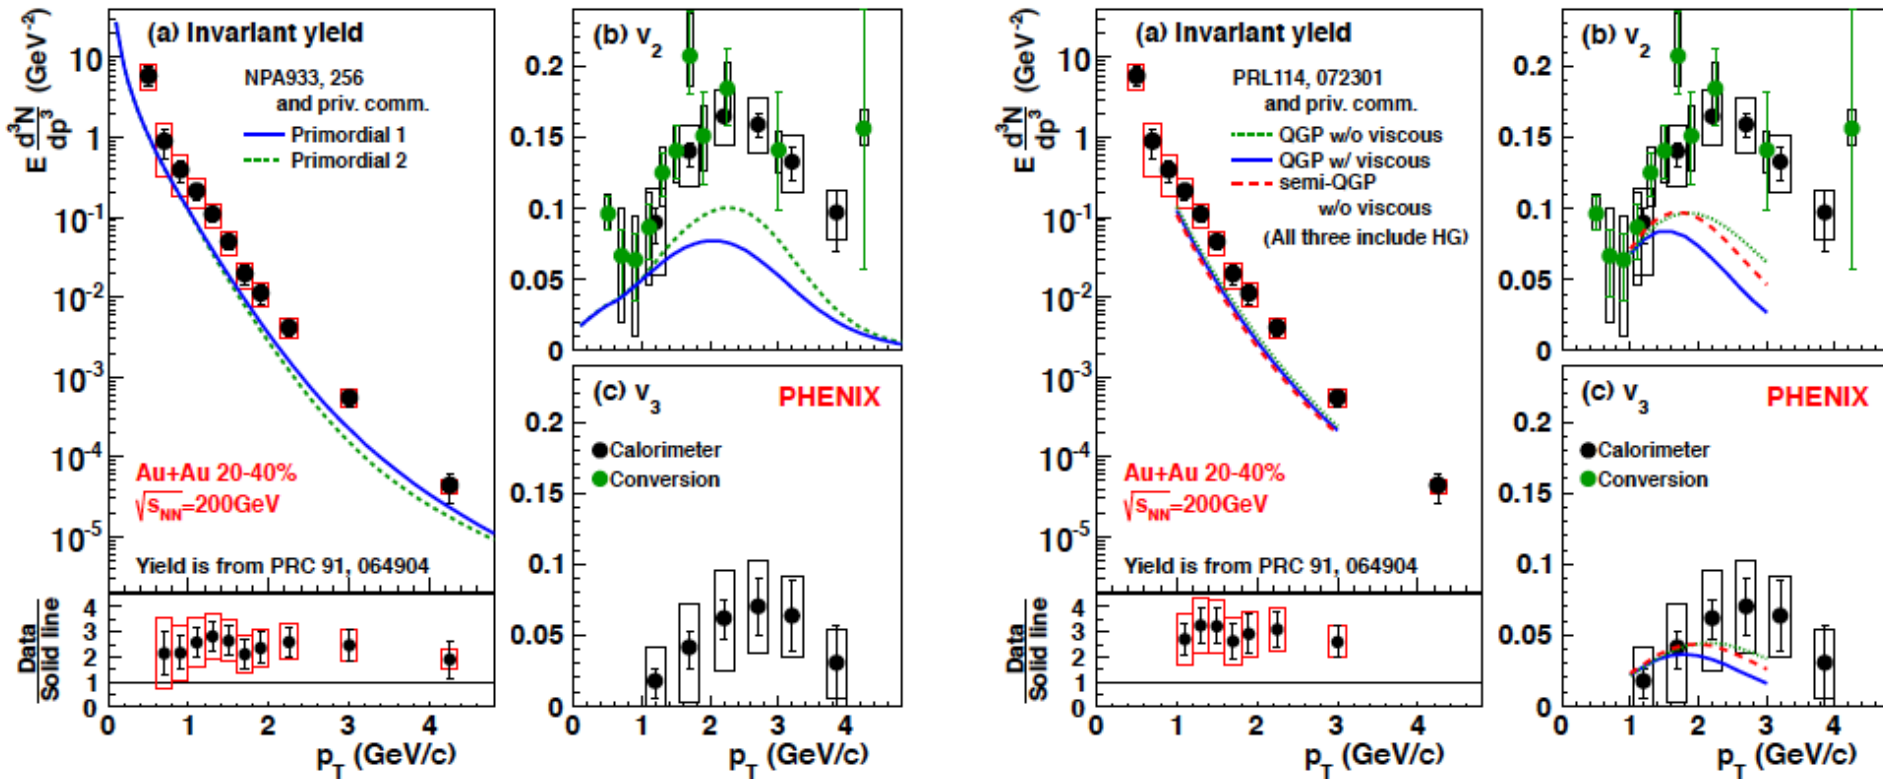 (a) Invariant yield
E d³N/dp³ (GeV⁻²)
NPA933, 256
and priv. comm.
Primordial 1
Primordial 2
10
1
10⁻¹
10⁻²
10⁻³
10⁻⁴
10⁻⁵
Au+Au 20-40%
√s_NN=200GeV
Yield is from PRC 91, 064904
Data/Solid line
4
3
2
1
0
0 1 2 3 4
p_T (GeV/c)
(b) v₂
0.2
0.15
0.1
0.05
0
(c) v₃
PHENIX
Calorimeter
Conversion
0.2
0.15
0.1
0.05
0
0 1 2 3 4
p_T (GeV/c)
(a) Invariant yield
E d³N/dp³ (GeV⁻²)
PRL114, 072301
and priv. comm.
QGP w/o viscous
QGP w/ viscous
semi-QGP
w/o viscous
(All three include HG)
10
1
10⁻¹
10⁻²
10⁻³
10⁻⁴
10⁻⁵
Au+Au 20-40%
√s_NN=200GeV
Yield is from PRC 91, 064904
Data/Solid line
4
3
2
1
0
0 1 2 3 4
p_T (GeV/c)
(b) v₂
0.2
0.15
0.1
0.05
0
(c) v₃
PHENIX
Calorimeter
Conversion
0.2
0.15
0.1
0.05
0
0 1 2 3 4
p_T (GeV/c)